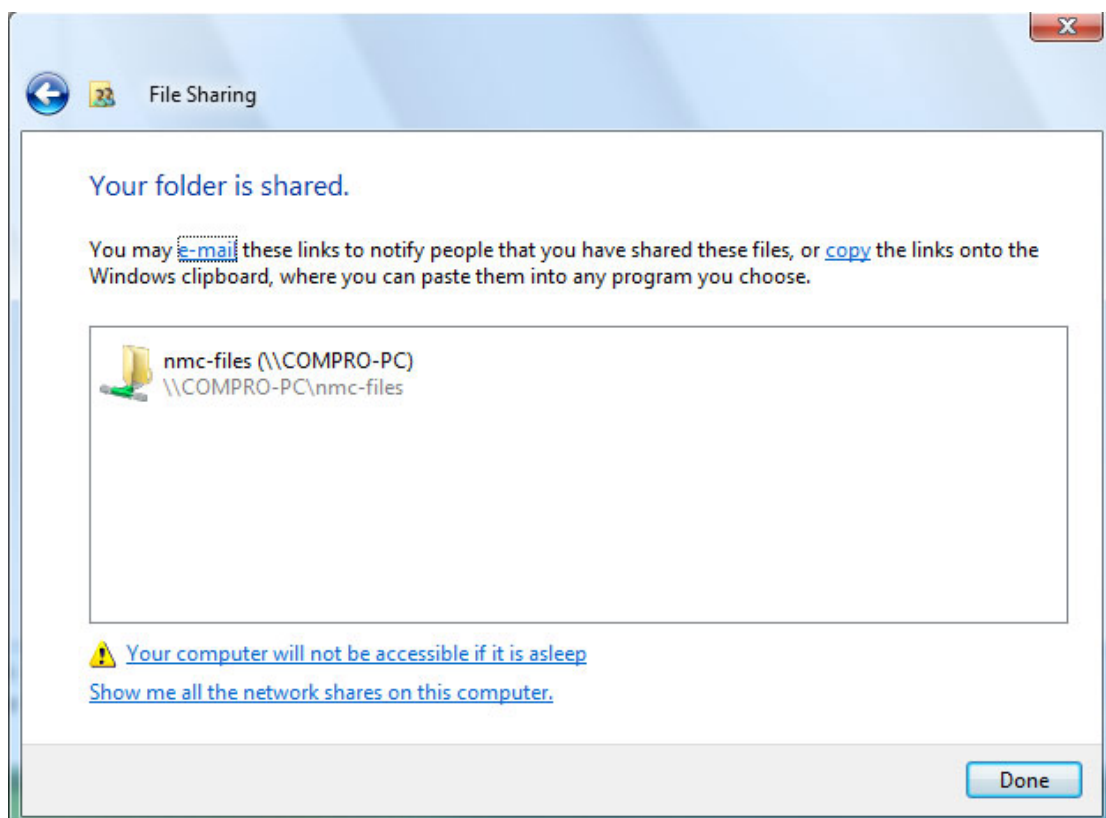 File Sharing
Your folder is shared.
You may e-mail these links to notify people that you have shared these files, or copy the links onto the
Windows clipboard, where you can paste them into any program you choose.
nmc-files (\\COMPRO-PC)
\\COMPRO-PC\nmc-files
Your computer will not be accessible if it is asleep
Show me all the network shares on this computer.
Done